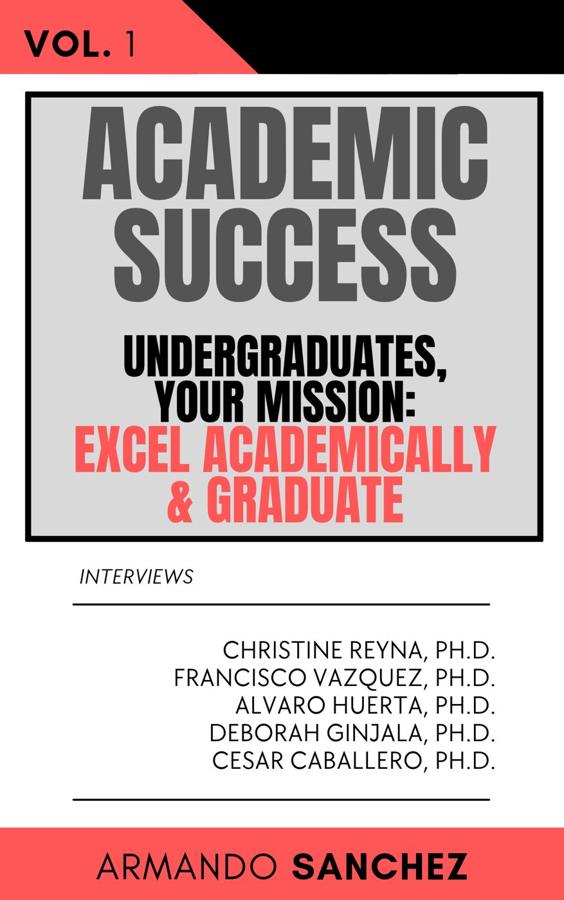 VOL. 1
ACADEMIC
SUCCESS
UNDERGRADUATES,
YOUR MISSION:
EXCEL ACADEMICALLY
& GRADUATE
INTERVIEWS
CHRISTINE REYNA, PH.D.
FRANCISCO VAZQUEZ, PH.D.
ALVARO HUERTA, PH.D.
DEBORAH GINJALA, PH.D.
CESAR CABALLERO, PH.D.
ARMANDO SANCHEZ